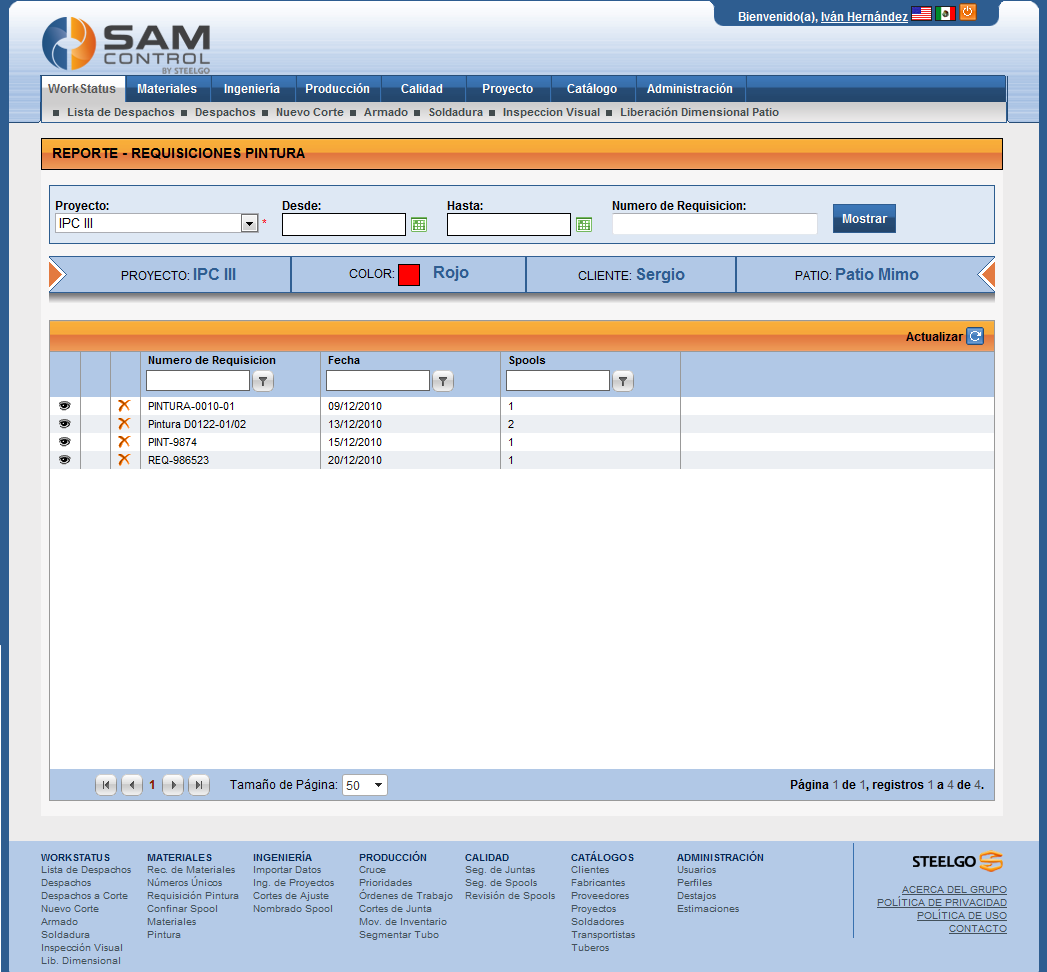 Bienvenido(a), Iván Hernández
SAM
CONTROL
BY STEELGO
WorkStatus Materiales Ingeniería Producción Calidad Proyecto Catálogo Administración
Lista de Despachos Despachos Nuevo Corte Armado Soldadura Inspeccion Visual Liberación Dimensional Patio
REPORTE - REQUISICIONES PINTURA
Proyecto: Desde: Hasta: Numero de Requisicion:
IPC III * Mostrar
PROYECTO: IPC III COLOR: Rojo CLIENTE: Sergio PATIO: Patio Mimo
Actualizar
Numero de Requisicion Fecha Spools
PINTURA-0010-01 09/12/2010 1
Pintura D0122-01/02 13/12/2010 2
PINT-9874 15/12/2010 1
REQ-986523 20/12/2010 1
1 Tamaño de Página: 50 Página 1 de 1, registros 1 a 4 de 4.
WORKSTATUS MATERIALES INGENIERÍA PRODUCCIÓN CALIDAD CATÁLOGOS ADMINISTRACIÓN
Lista de Despachos Rec. de Materiales Importar Datos Cruce Seg. de Juntas Clientes Usuarios
Despachos Números Únicos Ing. de Proyectos Prioridades Seg. de Spools Fabricantes Perfiles
Despachos a Corte Requisición Pintura Cortes de Ajuste Órdenes de Trabajo Revisión de Spools Proveedores Destajos
Nuevo Corte Confinar Spool Nombrado Spool Cortes de Junta Proyectos Estimaciones
Armado Materiales Mov. de Inventario Soldadores
Soldadura Pintura Segmentar Tubo Transportistas
Inspección Visual Tuberos
Lib. Dimensional
STEELGO
ACERCA DEL GRUPO
POLÍTICA DE PRIVACIDAD
POLÍTICA DE USO
CONTACTO